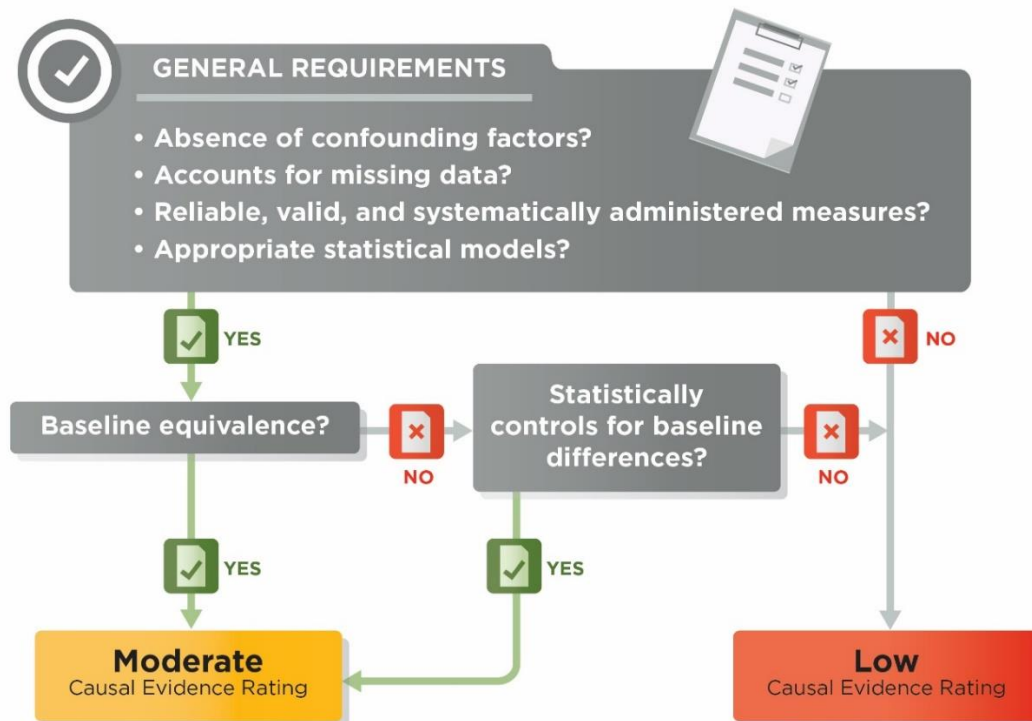 GENERAL REQUIREMENTS
• Absence of confounding factors?
• Accounts for missing data?
• Reliable, valid, and systematically administered measures?
• Appropriate statistical models?
YES
NO
Baseline equivalence?
NO
Statistically
controls for baseline
differences?
NO
YES
YES
Moderate
Causal Evidence Rating
Low
Causal Evidence Rating